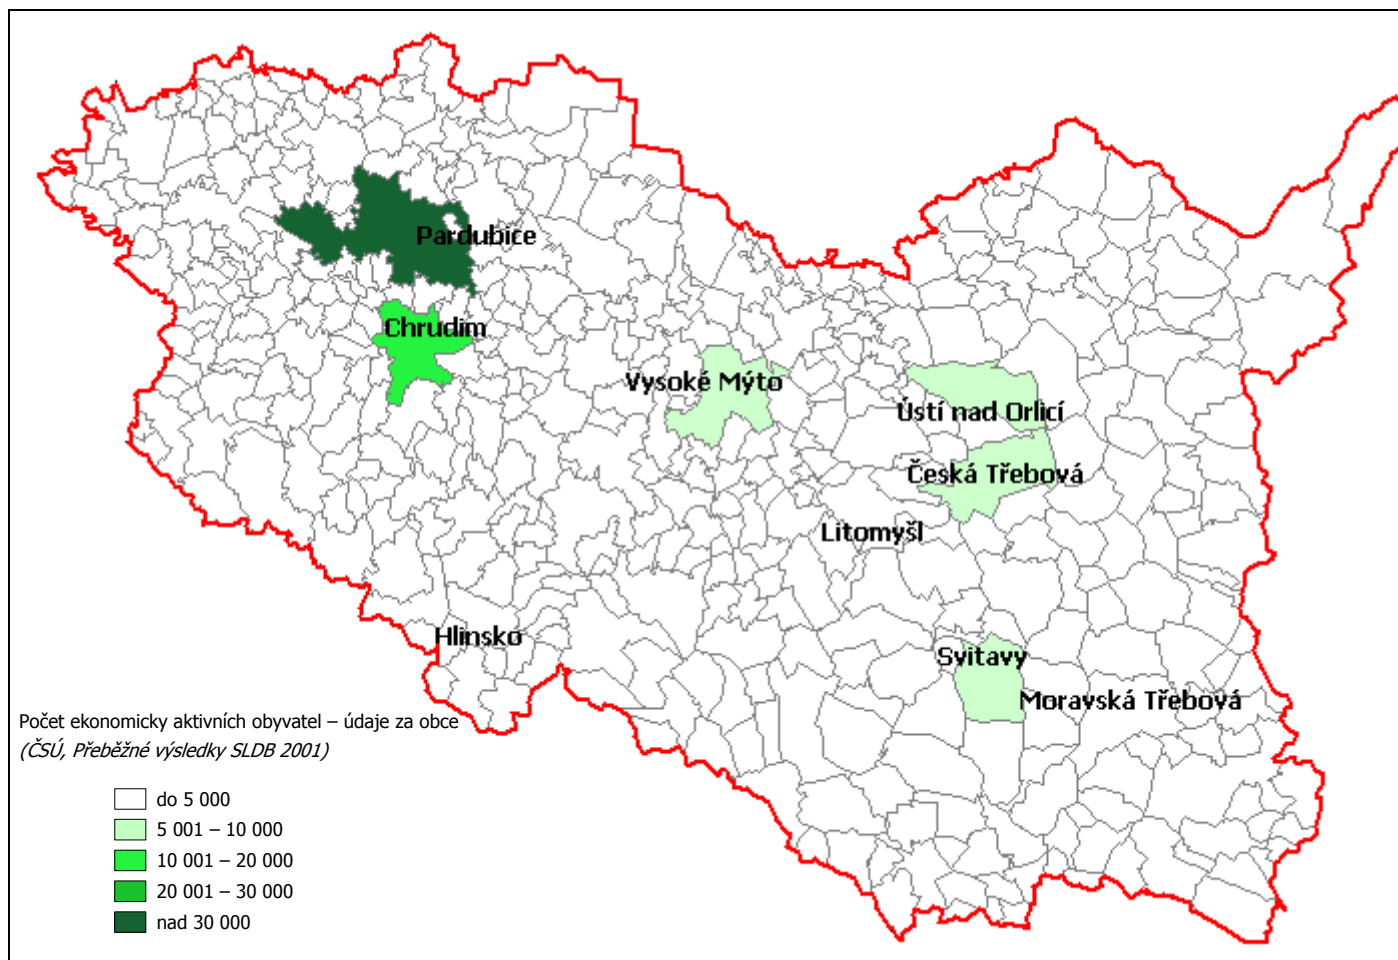 Pardubice
Chrudim
Vysoké Mýto
Ústí nad Orlicí
Česká Třebová
Litomyšl
Hlinsko
Svitavy
Moravská Třebová
Počet ekonomicky aktivních obyvatel – údaje za obce
(ČSÚ, Přeběžné výsledky SLDB 2001)
do 5 000
5 001 – 10 000
10 001 – 20 000
20 001 – 30 000
nad 30 000